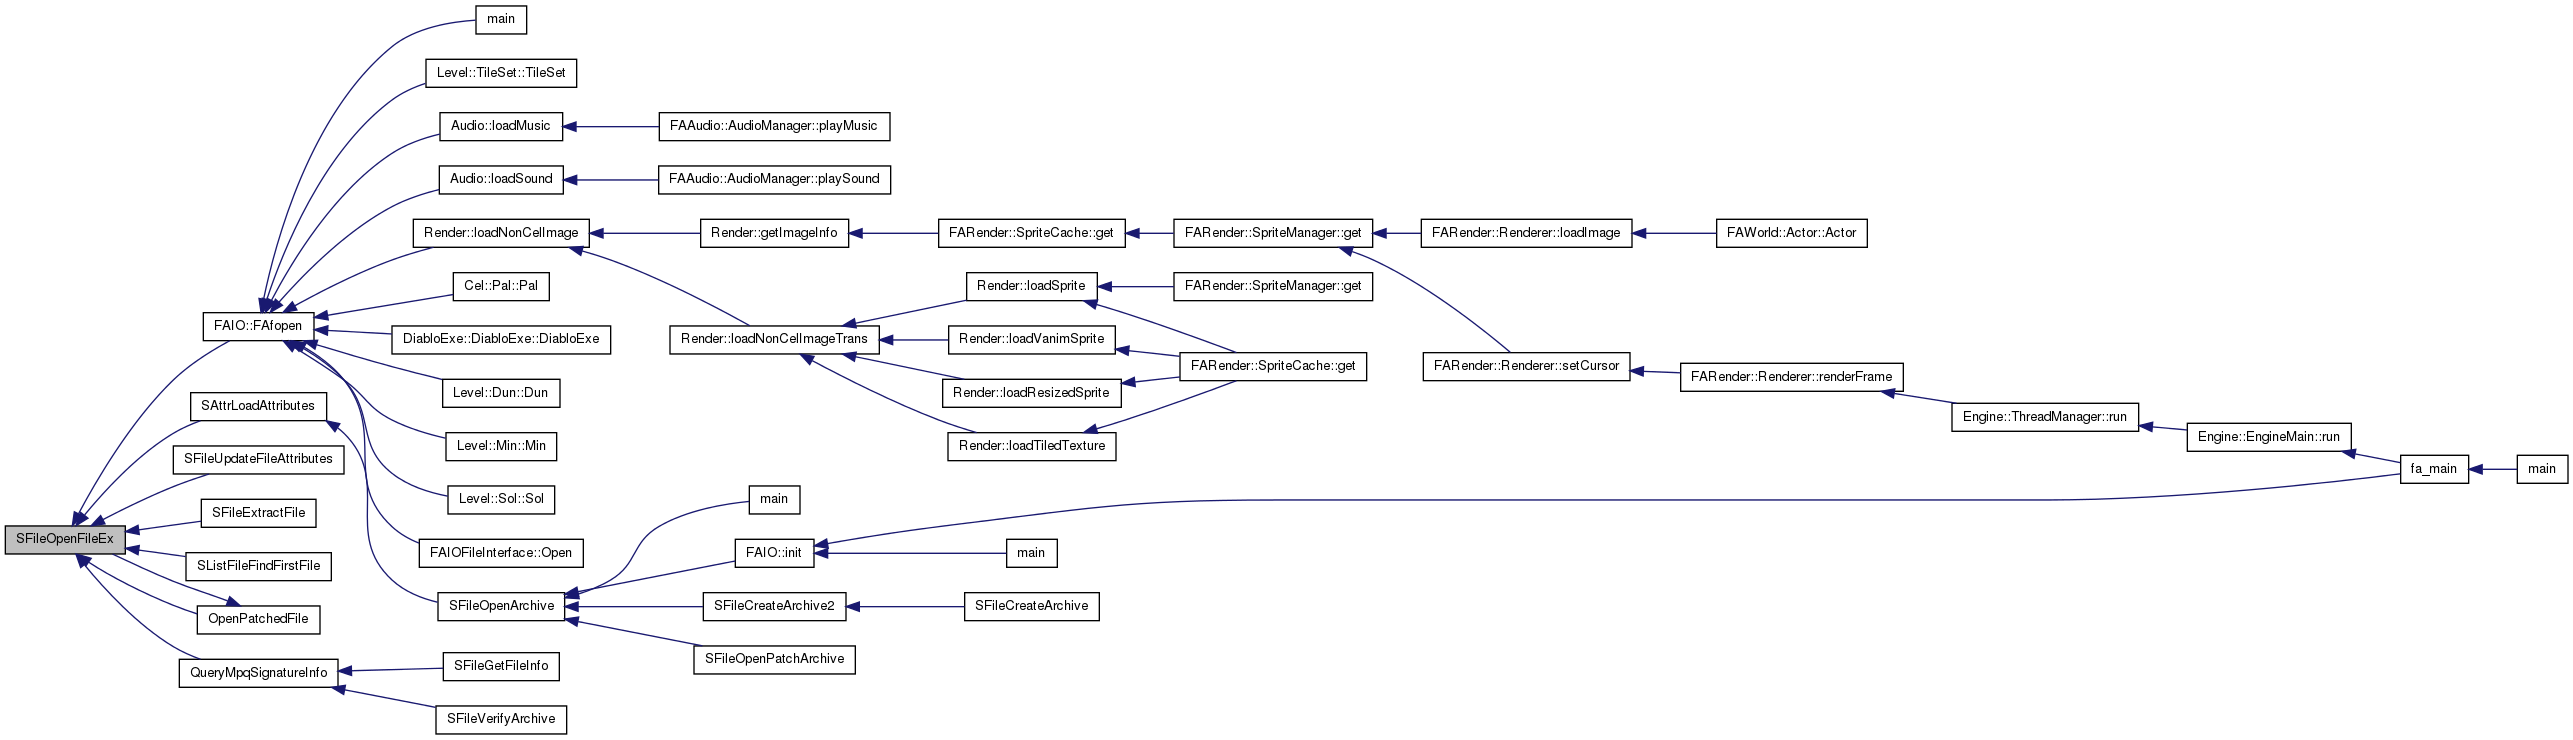 main
Level::TileSet::TileSet
Audio::loadMusic
FAAudio::AudioManager::playMusic
Audio::loadSound
FAAudio::AudioManager::playSound
Render::loadNonCelImage
Render::getImageInfo
FARender::SpriteCache::get
FARender::SpriteManager::get
FARender::Renderer::loadImage
FAWorld::Actor::Actor
Cel::Pal::Pal
Render::loadSprite
FARender::SpriteManager::get
FAIO::FAfopen
DiabloExe::DiabloExe::DiabloExe
Render::loadNonCelImageTrans
Render::loadVanimSprite
FARender::SpriteCache::get
FARender::Renderer::setCursor
FARender::Renderer::renderFrame
Level::Dun::Dun
Render::loadResizedSprite
SAttrLoadAttributes
Engine::ThreadManager::run
Engine::EngineMain::run
Level::Min::Min
Render::loadTiledTexture
SFileUpdateFileAttributes
fa_main
main
Level::Sol::Sol
main
SFileExtractFile
SFileOpenFileEx
FAIOFileInterface::Open
FAIO::init
main
SListFileFindFirstFile
SFileOpenArchive
SFileCreateArchive2
SFileCreateArchive
OpenPatchedFile
SFileOpenPatchArchive
QueryMpqSignatureInfo
SFileGetFileInfo
SFileVerifyArchive